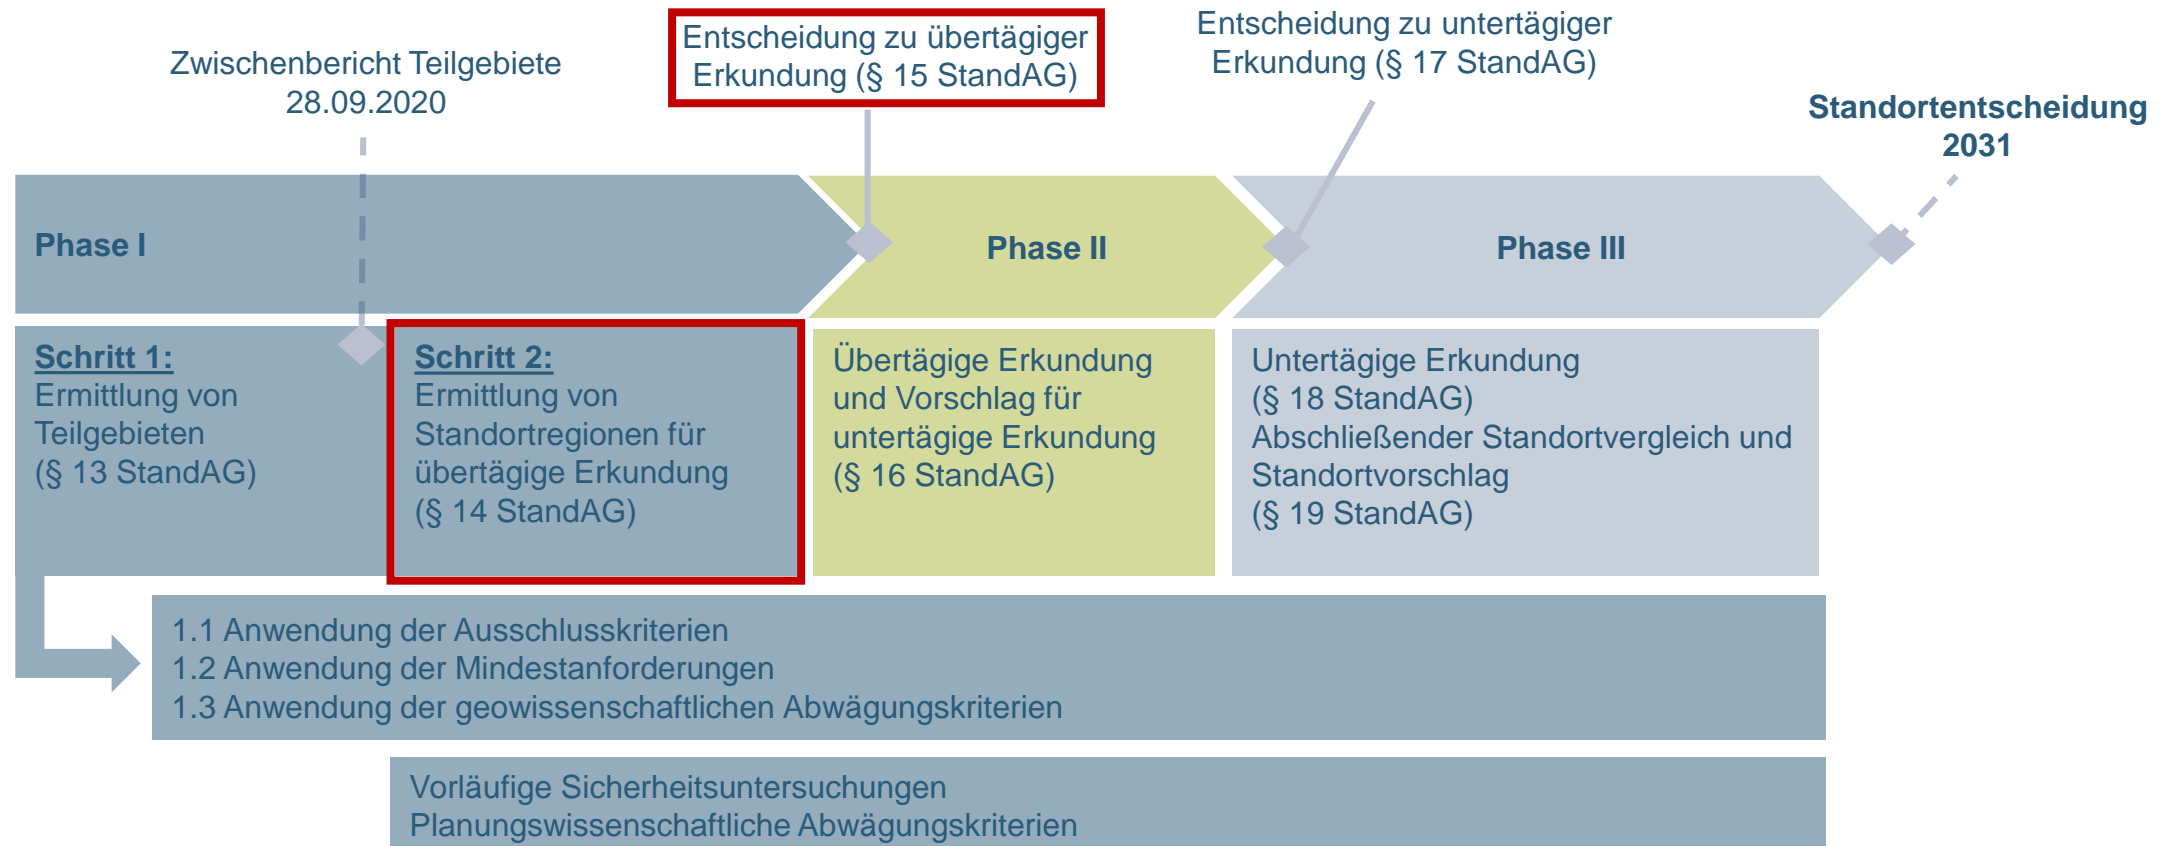 Zwischenbericht Teilgebiete
28.09.2020
Entscheidung zu übertägiger
Erkundung (§ 15 StandAG)
Entscheidung zu untertägiger
Erkundung (§ 17 StandAG)
Standortentscheidung
2031
Phase I
Phase II
Phase III
Schritt 1:
Ermittlung von
Teilgebieten
(§ 13 StandAG)
Schritt 2:
Ermittlung von
Standortregionen für
übertägige Erkundung
(§ 14 StandAG)
Übertägige Erkundung
und Vorschlag für
untertägige Erkundung
(§ 16 StandAG)
Untertägige Erkundung
(§ 18 StandAG)
Abschließender Standortvergleich und
Standortvorschlag
(§ 19 StandAG)
1.1 Anwendung der Ausschlusskriterien
1.2 Anwendung der Mindestanforderungen
1.3 Anwendung der geowissenschaftlichen Abwägungskriterien
Vorläufige Sicherheitsuntersuchungen
Planungswissenschaftliche Abwägungskriterien